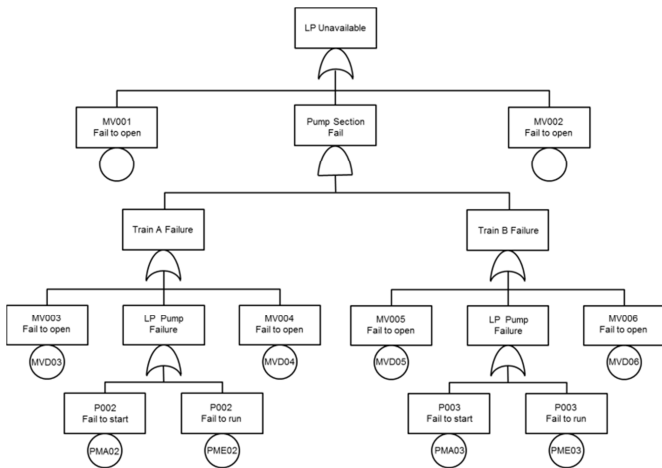 LP Unavailable
MV001
Fail to open
Pump Section
Fail
MV002
Fail to open
Train A Failure
Train B Failure
MV003
Fail to open
LP Pump
Failure
MV004
Fail to open
MV005
Fail to open
LP Pump
Failure
MV006
Fail to open
MVD03
MVD04
MVD05
MVD06
P002
Fail to start
P002
Fail to run
P003
Fail to start
P003
Fail to run
PMA02
PME02
PMA03
PME03